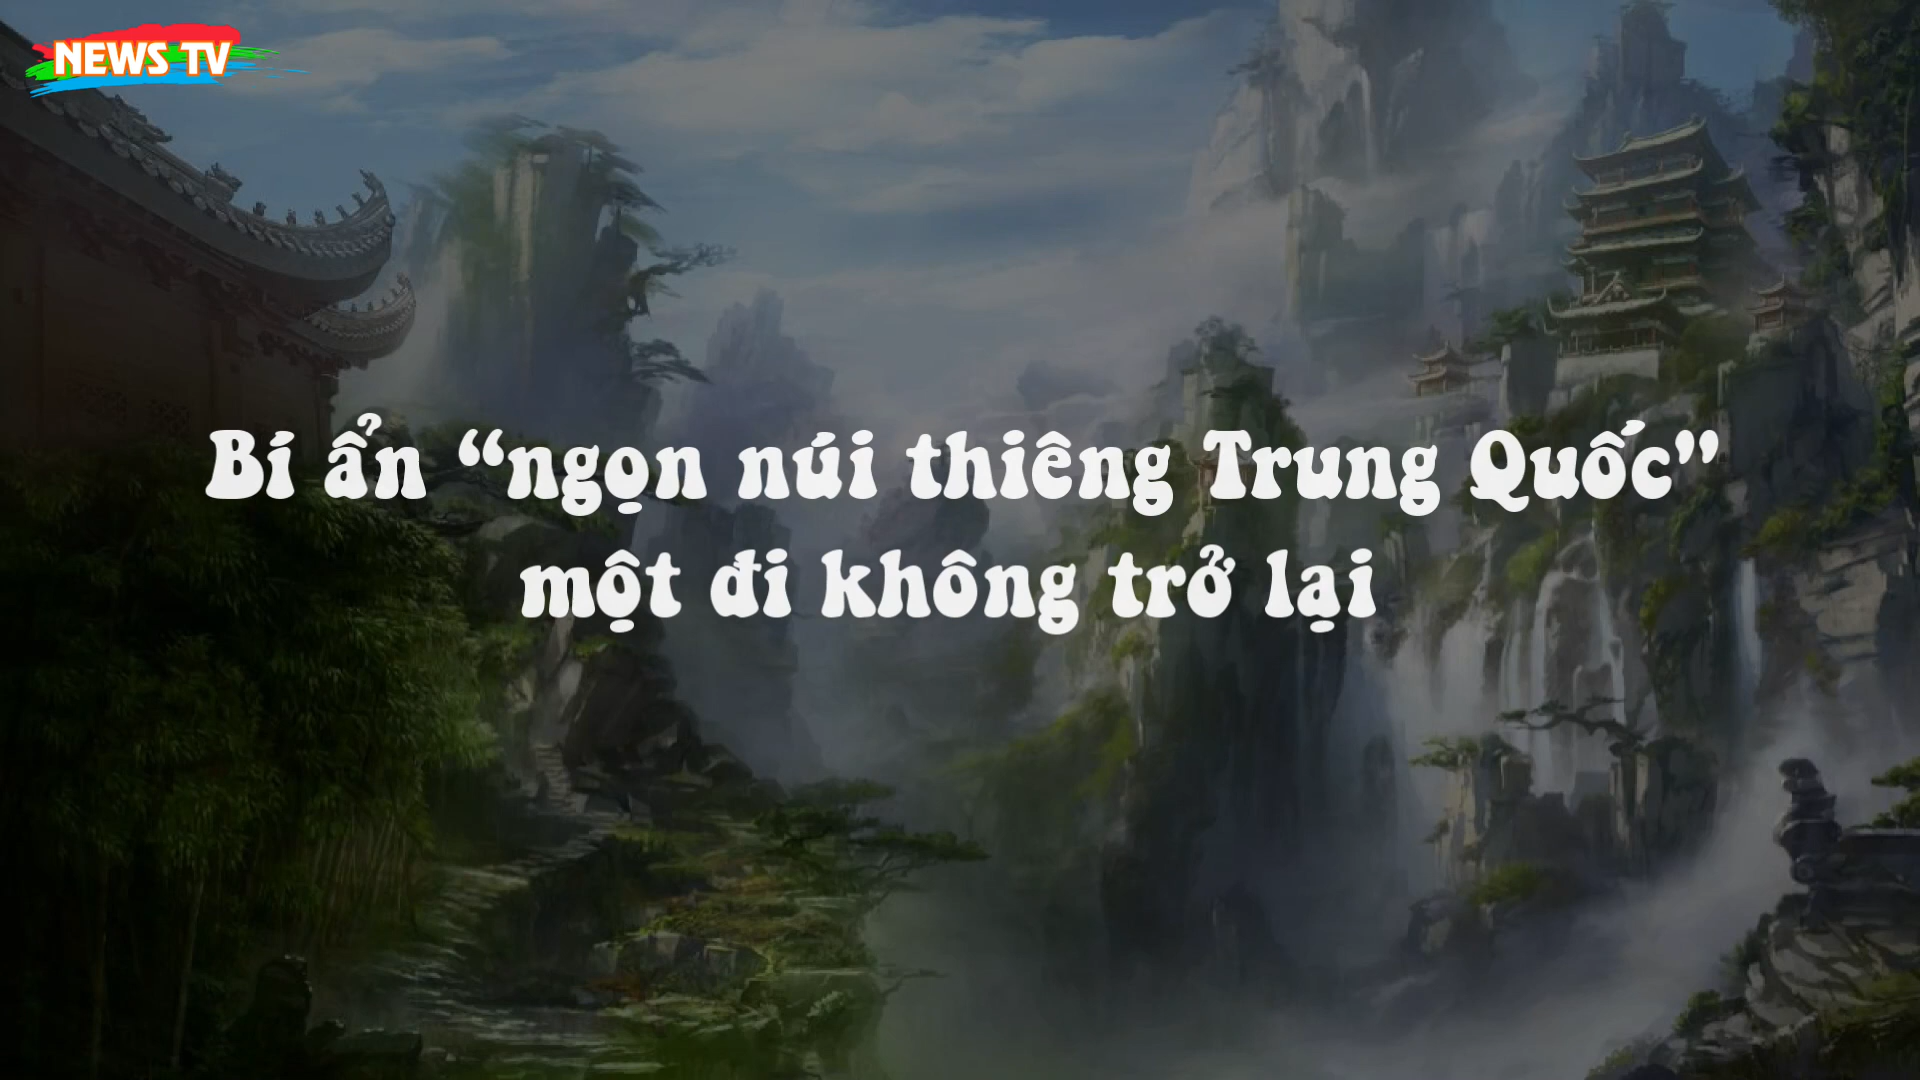 NEWS TV
Bí ẩn “ngọn núi thiêng Trung Quốc”
một đi không trở lại